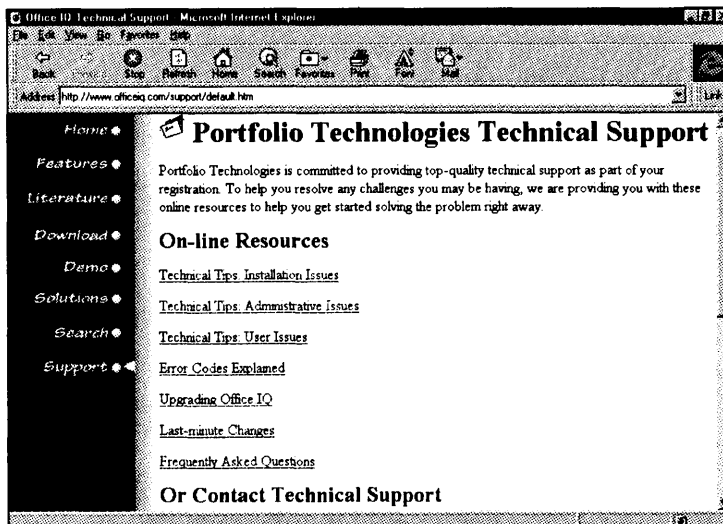 Office IQ Technical Support - Microsoft Internet Explorer
File Edit View Go Favorites Help
Back Forward Stop Refresh Home Search Favorites Print Font Mail
Address http://www.officeiq.com/support/default.htm Link
Home
Features
Literature
Download
Demo
Solutions
Search
Support
Portfolio Technologies Technical Support
Portfolio Technologies is committed to providing top-quality technical support as part of your
registration. To help you resolve any challenges you may be having, we are providing you with these
online resources to help you get started solving the problem right away.
On-line Resources
Technical Tips: Installation Issues
Technical Tips: Administrative Issues
Technical Tips: User Issues
Error Codes Explained
Upgrading Office IQ
Last-minute Changes
Frequently Asked Questions
Or Contact Technical Support